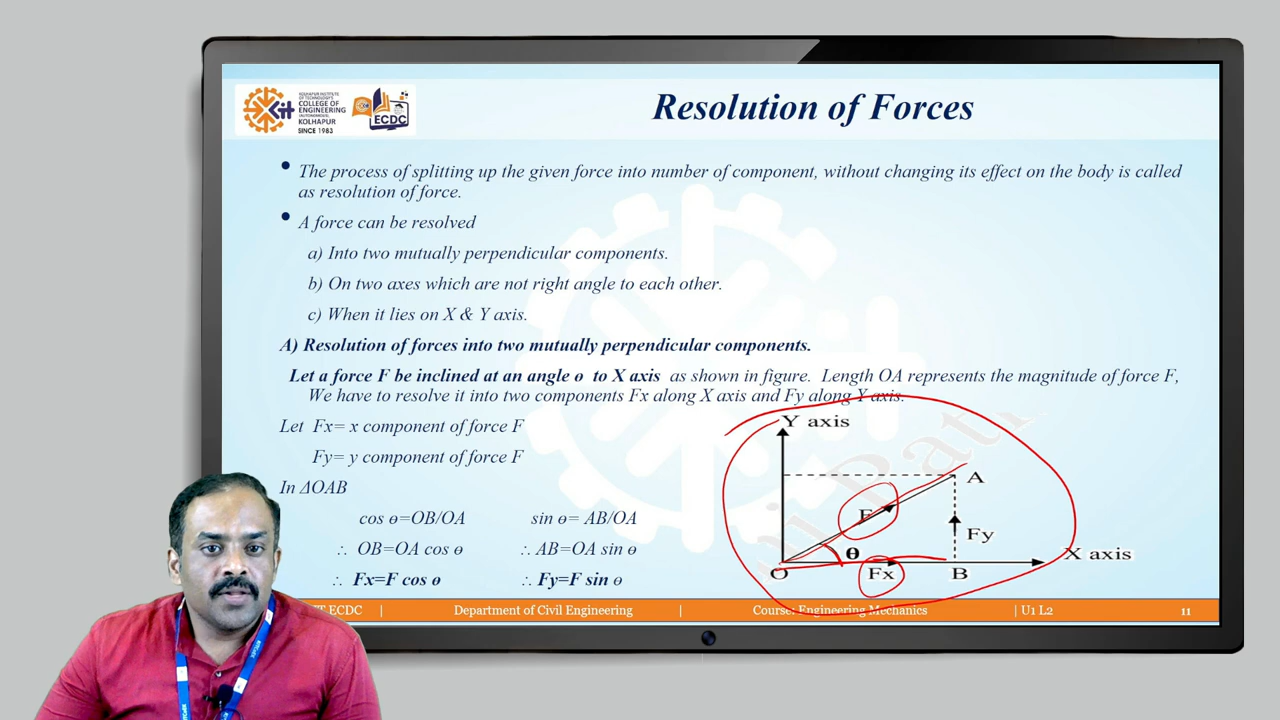 KOLHAPUR INSTITUTE
OF TECHNOLOGY'S
COLLEGE OF
ENGINEERING
(AUTONOMOUS),
KOLHAPUR
SINCE 1983
ECDC
Resolution of Forces
• The process of splitting up the given force into number of component, without changing its effect on the body is called
as resolution of force.
• A force can be resolved
a) Into two mutually perpendicular components.
b) On two axes which are not right angle to each other.
c) When it lies on X & Y axis.
A) Resolution of forces into two mutually perpendicular components.
Let a force F be inclined at an angle ө to X axis as shown in figure. Length OA represents the magnitude of force F,
We have to resolve it into two components Fx along X axis and Fy along Y axis.
Let Fx= x component of force F
Fy= y component of force F
In ΔOAB
cos ө=OB/OA sin ө= AB/OA
∴ OB=OA cos ө ∴ AB=OA sin ө
∴ Fx=F cos ө ∴ Fy=F sin ө
Y axis
A
F
Fy
θ
X axis
O
Fx
B
ECDC | Department of Civil Engineering | Course: Engineering Mechanics | U1 L2 11